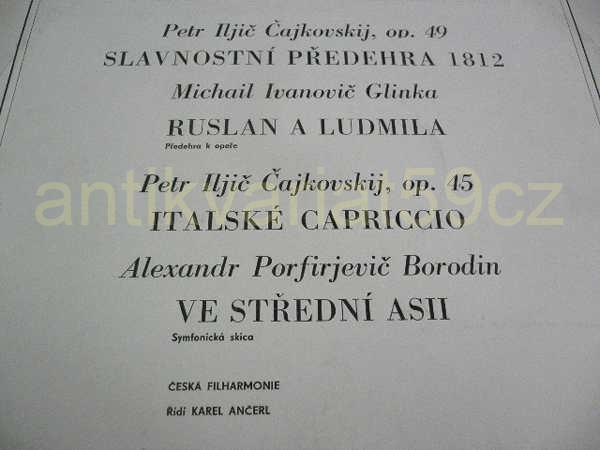 Petr Iljič Čajkovskij, op. 49
SLAVNOSTNÍ PŘEDEHRA 1812
Michail Ivanovič Glinka
RUSLAN A LUDMILA
Předehra k opeře
Petr Iljič Čajkovskij, op. 45
antikvariat59cz
ITALSKÉ CAPRICCIO
Alexandr Porfirjevič Borodin
VE STŘEDNÍ ASII
Symfonická skica
ČESKÁ FILHARMONIE
Řídí KAREL ANČERL